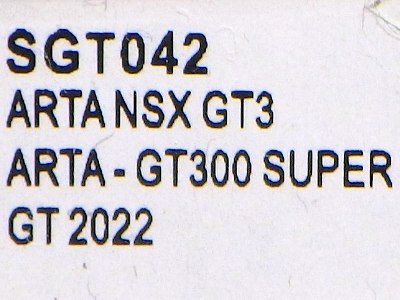 SGT042
ARTA NSX GT3
ARTA - GT300 SUPER
GT 2022